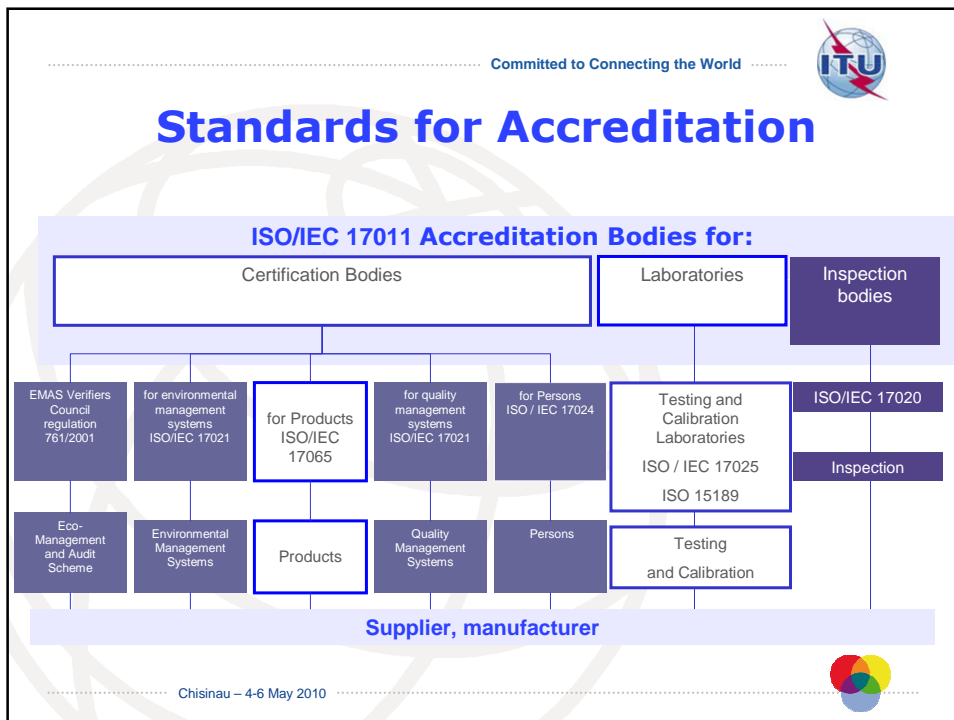 Committed to Connecting the World
ITU
Standards for Accreditation
ISO/IEC 17011 Accreditation Bodies for:
Certification Bodies
Laboratories
Inspection
bodies
EMAS Verifiers
Council
regulation
761/2001
for environmental
management
systems
ISO/IEC 17021
for Products
ISO/IEC
17065
for quality
management
systems
ISO/IEC 17021
for Persons
ISO / IEC 17024
Testing and
Calibration
Laboratories
ISO / IEC 17025
ISO 15189
ISO/IEC 17020
Inspection
Eco-
Management
and Audit
Scheme
Environmental
Management
Systems
Products
Quality
Management
Systems
Persons
Testing
and Calibration
Supplier, manufacturer
Chisinau – 4-6 May 2010